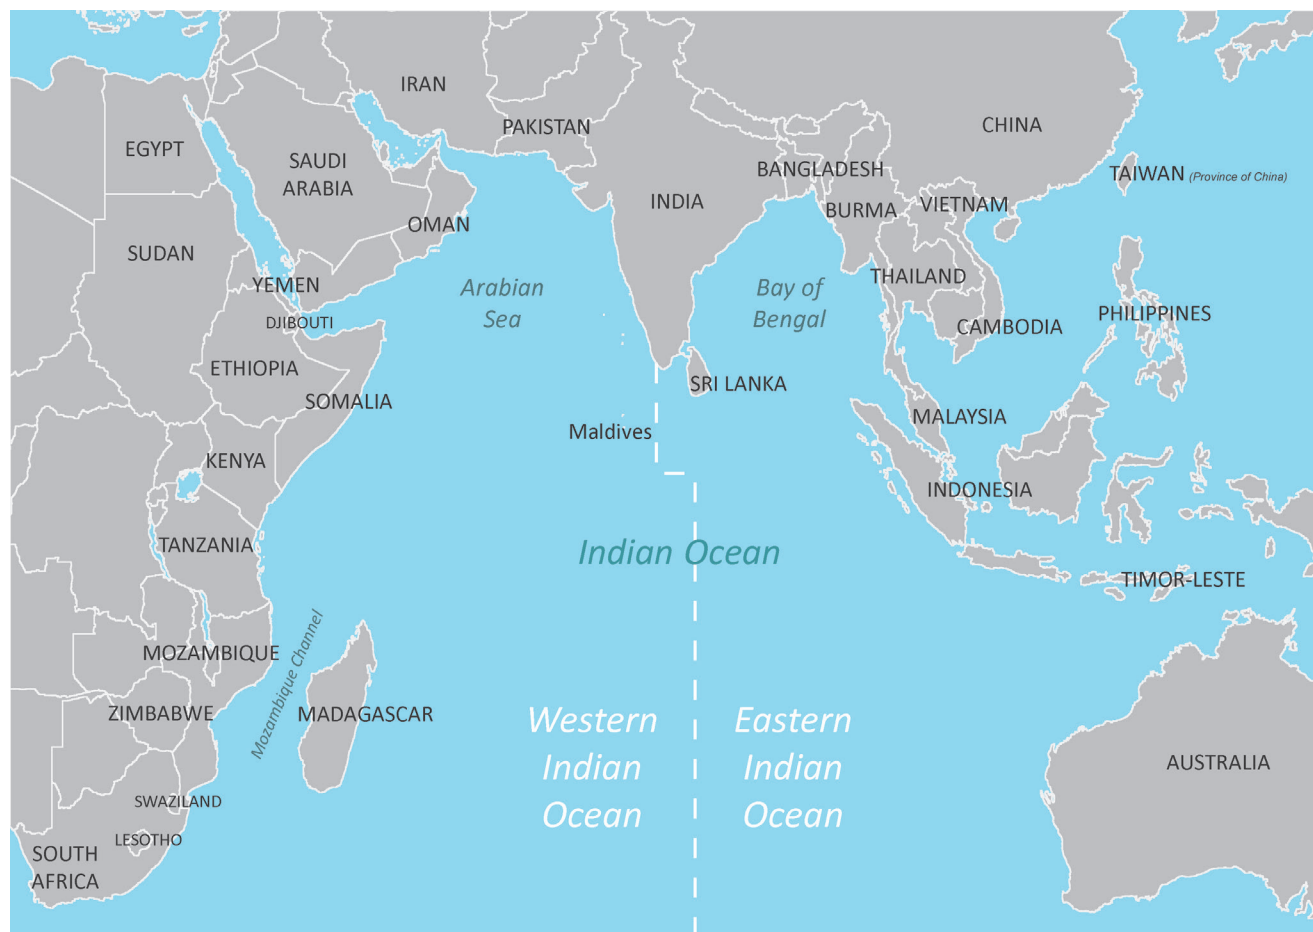 IRAN
CHINA
PAKISTAN
EGYPT
SAUDI
ARABIA
BANGLADESH
TAIWAN (Province of China)
INDIA
BURMA
VIETNAM
OMAN
SUDAN
THAILAND
YEMEN
Arabian
Sea
Bay of
Bengal
DJIBOUTI
PHILIPPINES
CAMBODIA
ETHIOPIA
SRI LANKA
SOMALIA
MALAYSIA
Maldives
KENYA
INDONESIA
TANZANIA
Indian Ocean
TIMOR-LESTE
MOZAMBIQUE
Mozambique Channel
ZIMBABWE
MADAGASCAR
Western
Indian
Ocean
Eastern
Indian
Ocean
AUSTRALIA
SWAZILAND
LESOTHO
SOUTH
AFRICA